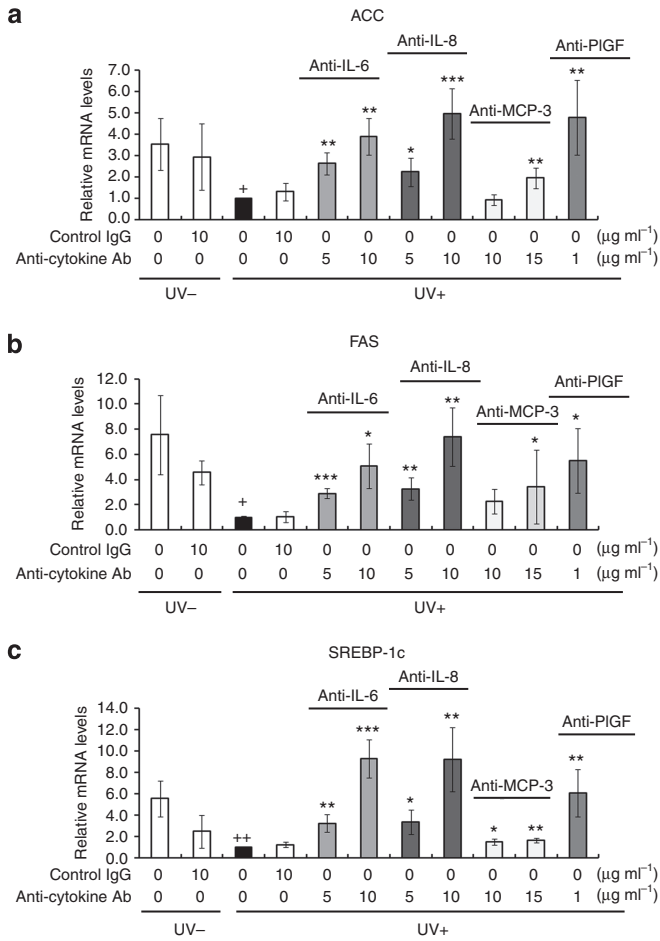 a
ACC
Anti-PlGF
Anti-IL-8
Anti-IL-6
Anti-MCP-3
Relative mRNA levels
7.0
6.0
5.0
4.0
3.0
2.0
1.0
0.0
+ ** ** * *** ** **
Control IgG 0 10 0 10 0 0 0 0 0 0 0 (μg ml⁻¹)
Anti-cytokine Ab 0 0 0 0 5 10 5 10 10 15 1 (μg ml⁻¹)
UV− UV+
b
FAS
Anti-IL-8
Anti-PlGF
Anti-IL-6
Anti-MCP-3
Relative mRNA levels
12.0
10.0
8.0
6.0
4.0
2.0
0.0
+ *** * ** ** * *
Control IgG 0 10 0 10 0 0 0 0 0 0 0 (μg ml⁻¹)
Anti-cytokine Ab 0 0 0 0 5 10 5 10 10 15 1 (μg ml⁻¹)
UV− UV+
c
SREBP-1c
Anti-IL-8
Anti-IL-6
Anti-PlGF
Anti-MCP-3
Relative mRNA levels
14.0
12.0
10.0
8.0
6.0
4.0
2.0
0.0
++ ** *** * ** * ** **
Control IgG 0 10 0 10 0 0 0 0 0 0 0 (μg ml⁻¹)
Anti-cytokine Ab 0 0 0 0 5 10 5 10 10 15 1 (μg ml⁻¹)
UV− UV+